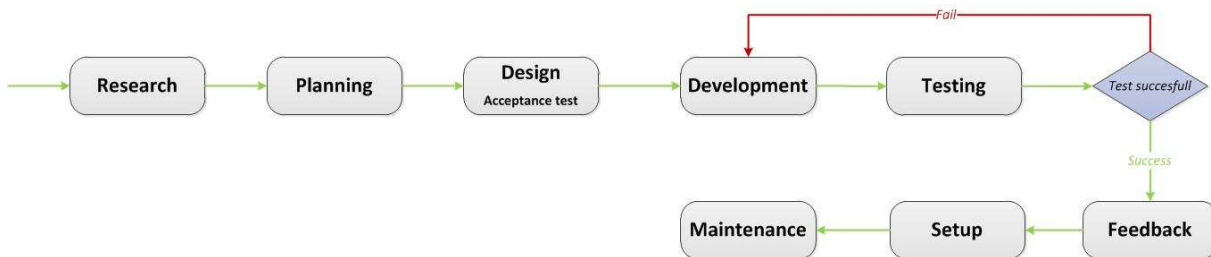 Fail
Research
Planning
Design
Acceptance test
Development
Testing
Test succesfull
Success
Maintenance
Setup
Feedback